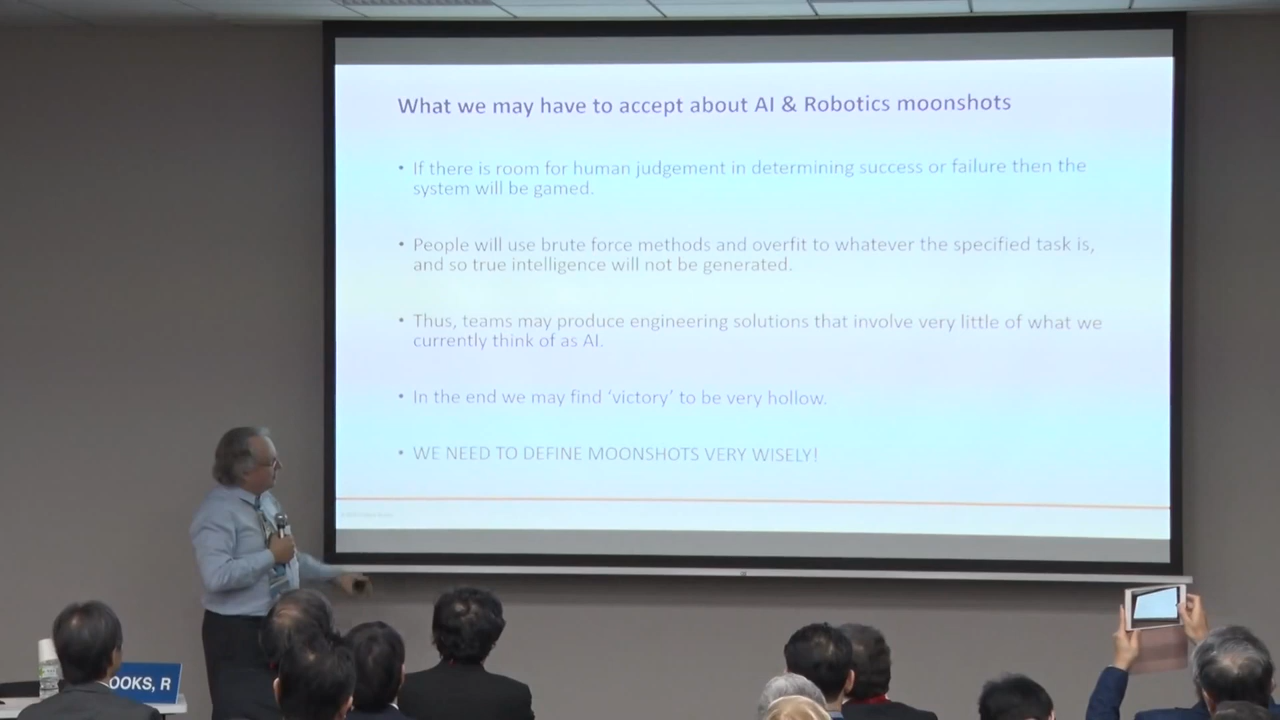 What we may have to accept about AI & Robotics moonshots
• If there is room for human judgement in determining success or failure then the
system will be gamed.
• People will use brute force methods and overfit to whatever the specified task is,
and so true intelligence will not be generated.
• Thus, teams may produce engineering solutions that involve very little of what we
currently think of as AI.
• In the end we may find ‘victory’ to be very hollow.
• WE NEED TO DEFINE MOONSHOTS VERY WISELY!
OOKS, R